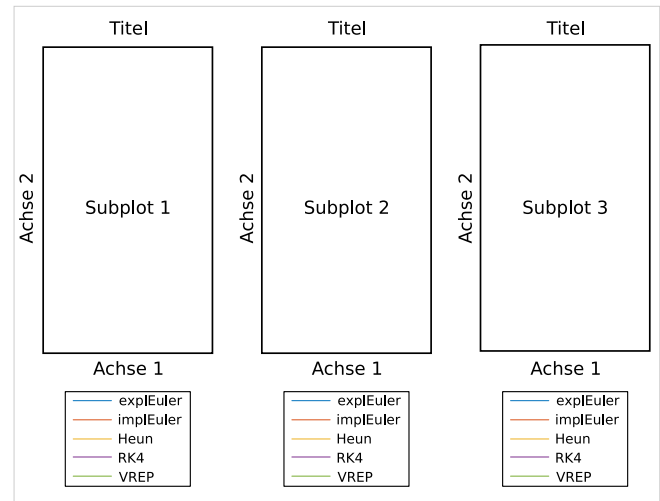 Titel
Titel
Titel
Achse 2
Subplot 1
Achse 2
Subplot 2
Achse 2
Subplot 3
Achse 1
Achse 1
Achse 1
explEuler
implEuler
Heun
RK4
VREP
explEuler
implEuler
Heun
RK4
VREP
explEuler
implEuler
Heun
RK4
VREP